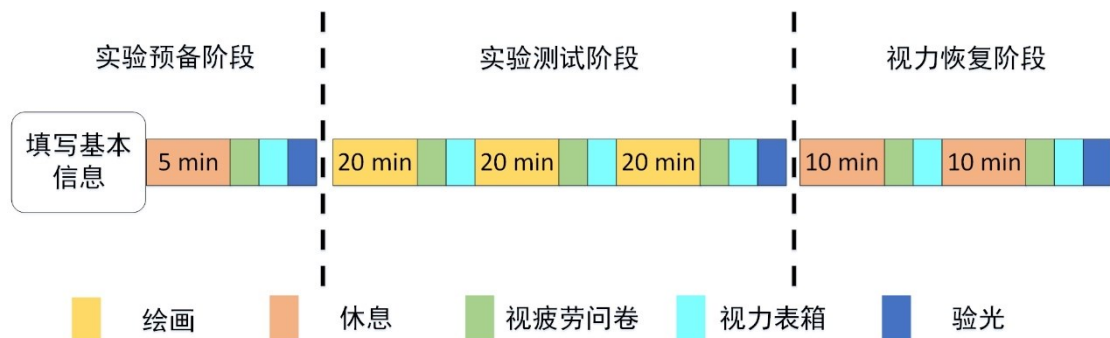 实验预备阶段
实验测试阶段
视力恢复阶段
填写基本
信息
5 min
20 min
20 min
20 min
10 min
10 min
绘画
休息
视疲劳问卷
视力表箱
验光